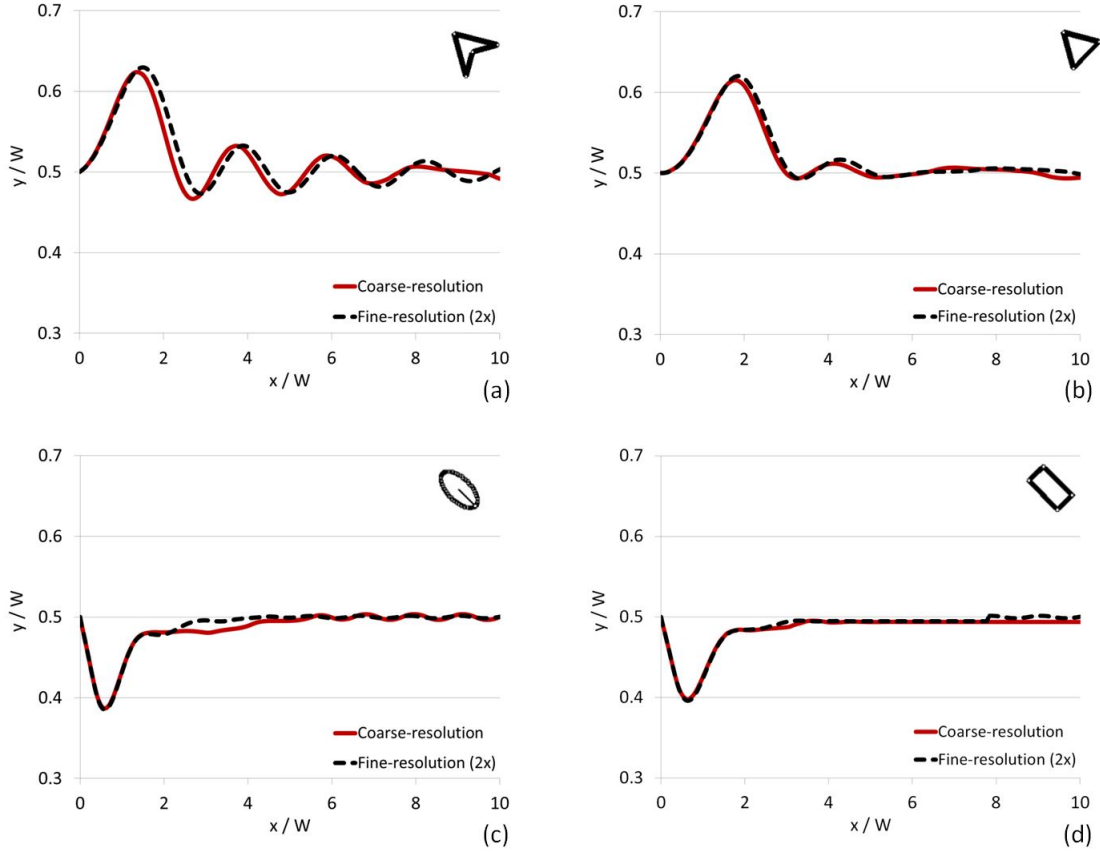 0.7
0.6
0.5
0.4
0.3
y / W
0 2 4 6 8 10
x / W
Coarse-resolution
Fine-resolution (2x)
(a)
0.7
0.6
0.5
0.4
0.3
y / W
0 2 4 6 8 10
x / W
Coarse-resolution
Fine-resolution (2x)
(b)
0.7
0.6
0.5
0.4
0.3
y / W
0 2 4 6 8 10
x / W
Coarse-resolution
Fine-resolution (2x)
(c)
0.7
0.6
0.5
0.4
0.3
y / W
0 2 4 6 8 10
x / W
Coarse-resolution
Fine-resolution (2x)
(d)